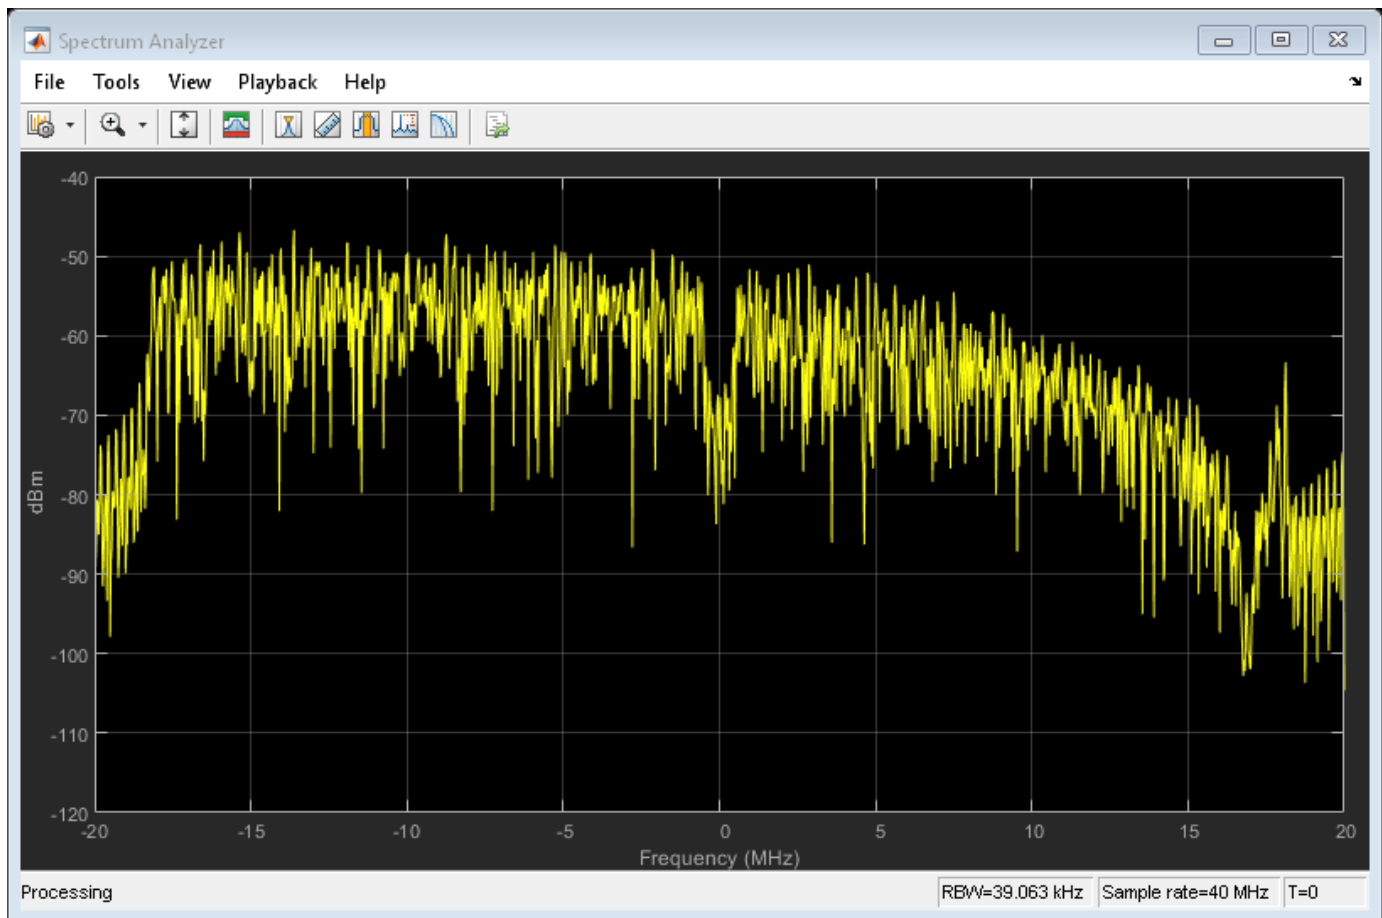 Spectrum Analyzer
File Tools View Playback Help
-40
-50
-60
-70
-80
-90
-100
-110
-120
dBm
-20 -15 -10 -5 0 5 10 15 20
Frequency (MHz)
Processing RBW=39.063 kHz Sample rate=40 MHz T=0